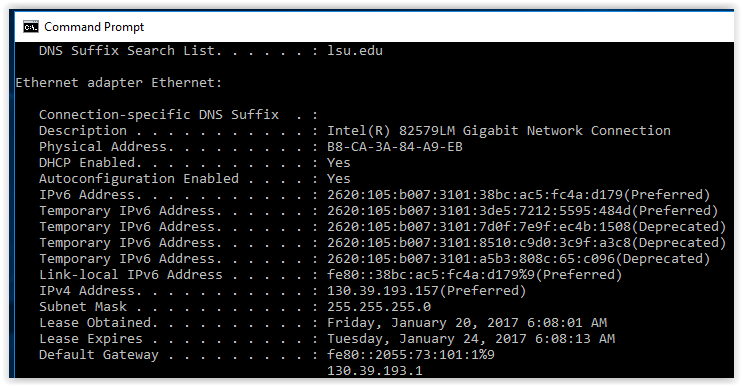 Command Prompt
DNS Suffix Search List. . . . . . : lsu.edu
Ethernet adapter Ethernet:
Connection-specific DNS Suffix  . :
Description . . . . . . . . . . . : Intel(R) 82579LM Gigabit Network Connection
Physical Address. . . . . . . . . : B8-CA-3A-84-A9-EB
DHCP Enabled. . . . . . . . . . . : Yes
Autoconfiguration Enabled . . . . : Yes
IPv6 Address. . . . . . . . . . . : 2620:105:b007:3101:38bc:ac5:fc4a:d179(Preferred)
Temporary IPv6 Address. . . . . . : 2620:105:b007:3101:3de5:7212:5595:484d(Preferred)
Temporary IPv6 Address. . . . . . : 2620:105:b007:3101:7d0f:7e9f:ec4b:1508(Deprecated)
Temporary IPv6 Address. . . . . . : 2620:105:b007:3101:8510:c9d0:3c9f:a3c8(Deprecated)
Temporary IPv6 Address. . . . . . : 2620:105:b007:3101:a5b3:808c:65:c096(Deprecated)
Link-local IPv6 Address . . . . . : fe80::38bc:ac5:fc4a:d179%9(Preferred)
IPv4 Address. . . . . . . . . . . : 130.39.193.157(Preferred)
Subnet Mask . . . . . . . . . . . : 255.255.255.0
Lease Obtained. . . . . . . . . . : Friday, January 20, 2017 6:08:01 AM
Lease Expires . . . . . . . . . . : Tuesday, January 24, 2017 6:08:13 AM
Default Gateway . . . . . . . . . : fe80::2055:73:101:1%9
130.39.193.1